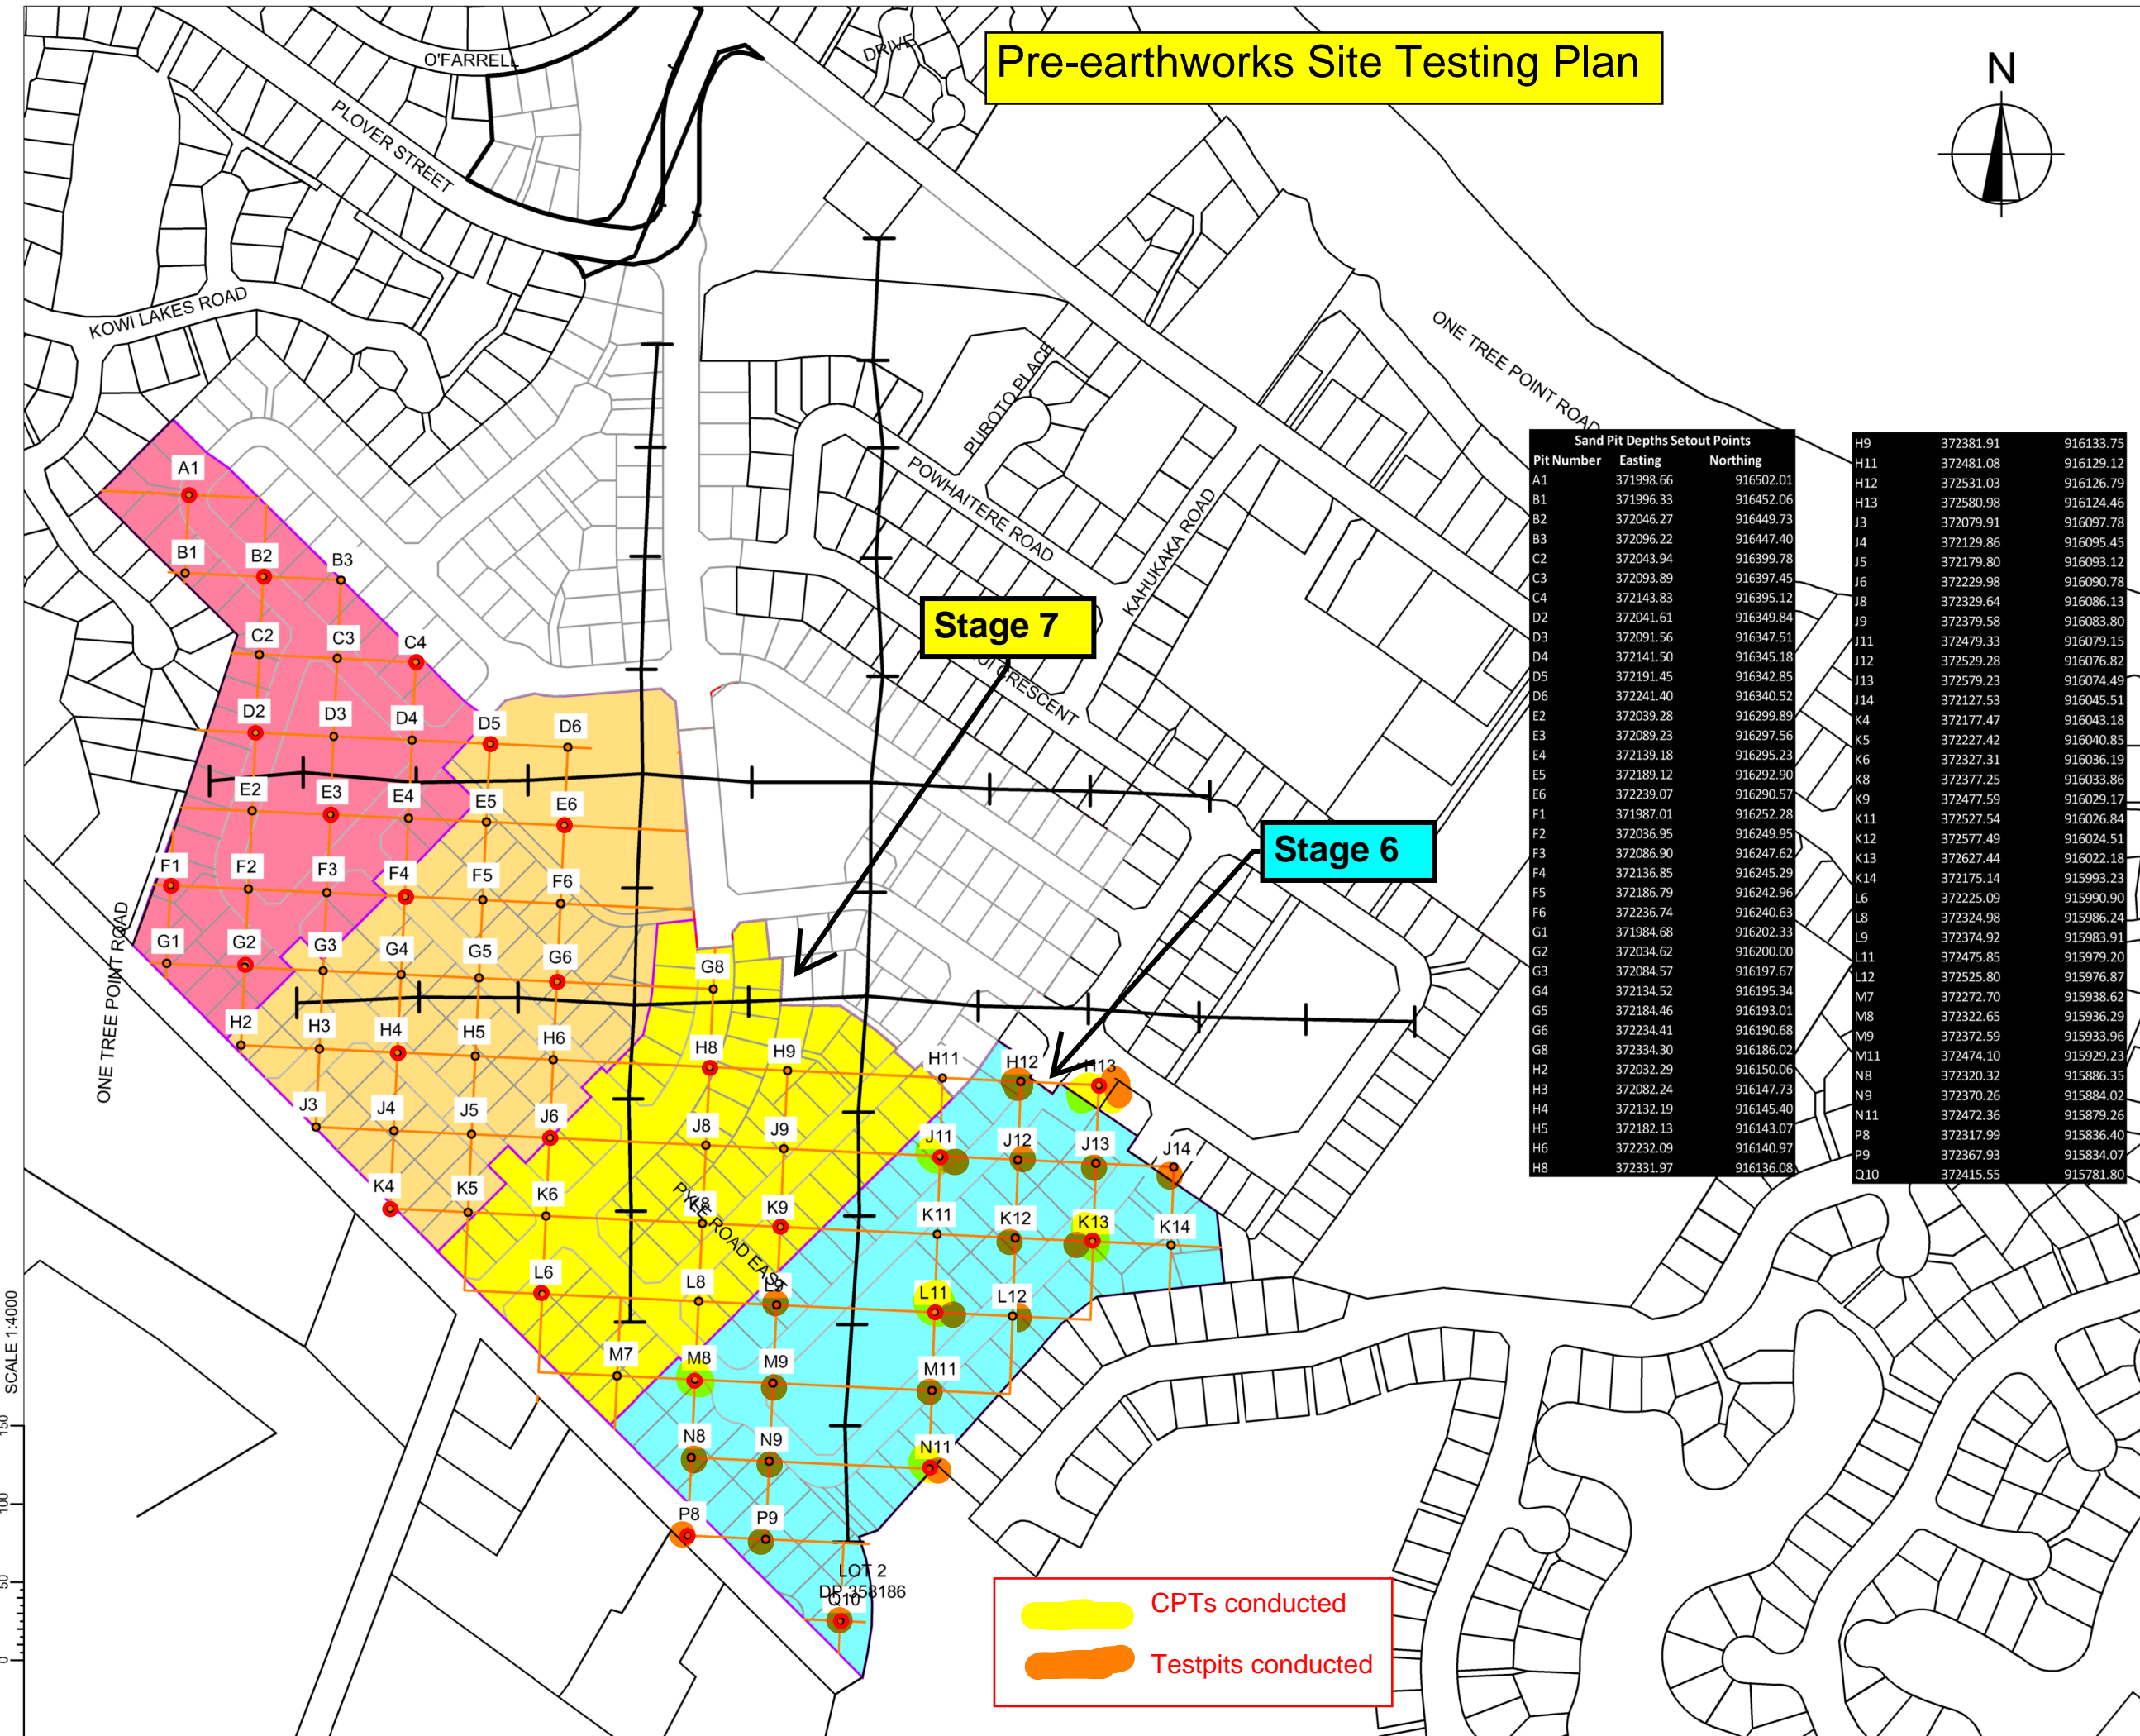 Pre-earthworks Site Testing Plan
N
O'FARRELL
DRIVE
PLOVER STREET
KOWI LAKES ROAD
ONE TREE POINT ROAD
PUROTO PLACE
POWHAITERE ROAD
KAHUKAKA ROAD
CRESCENT
Stage 7
Stage 6
ONE TREE POINT ROAD
PYLE ROAD EAST
LOT 2
DP 358186
SCALE 1:4000
150
100
50
0
A1
B1 B2 B3
C2 C3 C4
D2 D3 D4 D5 D6
E2 E3 E4 E5 E6
F1 F2 F3 F4 F5 F6
G1 G2 G3 G4 G5 G6 G8
H2 H3 H4 H5 H6 H8 H9 H11 H12 H13
J3 J4 J5 J6 J8 J9 J11 J12 J13 J14
K4 K5 K6 K8 K9 K11 K12 K13 K14
L6 L8 L9 L11 L12
M7 M8 M9 M11
N8 N9 N11
P8 P9
Q10
Sand Pit Depths Setout Points
Pit Number Easting Northing
A1 371998.66 916502.01
B1 371996.33 916452.06
B2 372046.27 916449.73
B3 372096.22 916447.40
C2 372043.94 916399.78
C3 372093.89 916397.45
C4 372143.83 916395.12
D2 372041.61 916349.84
D3 372091.56 916347.51
D4 372141.50 916345.18
D5 372191.45 916342.85
D6 372241.40 916340.52
E2 372039.28 916299.89
E3 372089.23 916297.56
E4 372139.18 916295.23
E5 372189.12 916292.90
E6 372239.07 916290.57
F1 371987.01 916252.28
F2 372036.95 916249.95
F3 372086.90 916247.62
F4 372136.85 916245.29
F5 372186.79 916242.96
F6 372236.74 916240.63
G1 371984.68 916202.33
G2 372034.62 916200.00
G3 372084.57 916197.67
G4 372134.52 916195.34
G5 372184.46 916193.01
G6 372234.41 916190.68
G8 372334.30 916186.02
H2 372032.29 916150.06
H3 372082.24 916147.73
H4 372132.19 916145.40
H5 372182.13 916143.07
H6 372232.09 916140.97
H8 372331.97 916136.08
H9 372381.91 916133.75
H11 372481.08 916129.12
H12 372531.03 916126.79
H13 372580.98 916124.46
J3 372079.91 916097.78
J4 372129.86 916095.45
J5 372179.80 916093.12
J6 372229.98 916090.78
J8 372329.64 916086.13
J9 372379.58 916083.80
J11 372479.33 916079.15
J12 372529.28 916076.82
J13 372579.23 916074.49
J14 372127.53 916045.51
K4 372177.47 916043.18
K5 372227.42 916040.85
K6 372327.31 916036.19
K8 372377.25 916033.86
K9 372477.59 916029.17
K11 372527.54 916026.84
K12 372577.49 916024.51
K13 372627.44 916022.18
K14 372175.14 915993.23
L6 372225.09 915990.90
L8 372324.98 915986.24
L9 372374.92 915983.91
L11 372475.85 915979.20
L12 372525.80 915976.87
M7 372272.70 915938.62
M8 372322.65 915936.29
M9 372372.59 915933.96
M11 372474.10 915929.23
N8 372320.32 915886.35
N9 372370.26 915884.02
N11 372472.36 915879.26
P8 372317.99 915836.40
P9 372367.93 915834.07
Q10 372415.55 915781.80
CPTs conducted
Testpits conducted